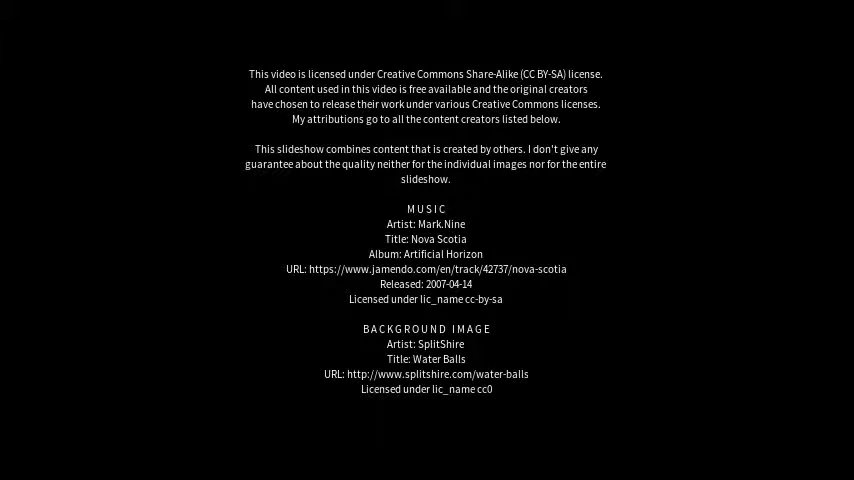 This video is licensed under Creative Commons Share-Alike (CC BY-SA) license.
All content used in this video is free available and the original creators
have chosen to release their work under various Creative Commons licenses.
My attributions go to all the content creators listed below.
This slideshow combines content that is created by others. I don't give any
guarantee about the quality neither for the individual images nor for the entire
slideshow.
MUSIC
Artist: Mark.Nine
Title: Nova Scotia
Album: Artificial Horizon
URL: https://www.jamendo.com/en/track/42737/nova-scotia
Released: 2007-04-14
Licensed under lic_name cc-by-sa
BACKGROUND IMAGE
Artist: SplitShire
Title: Water Balls
URL: http://www.splitshire.com/water-balls
Licensed under lic_name cc0